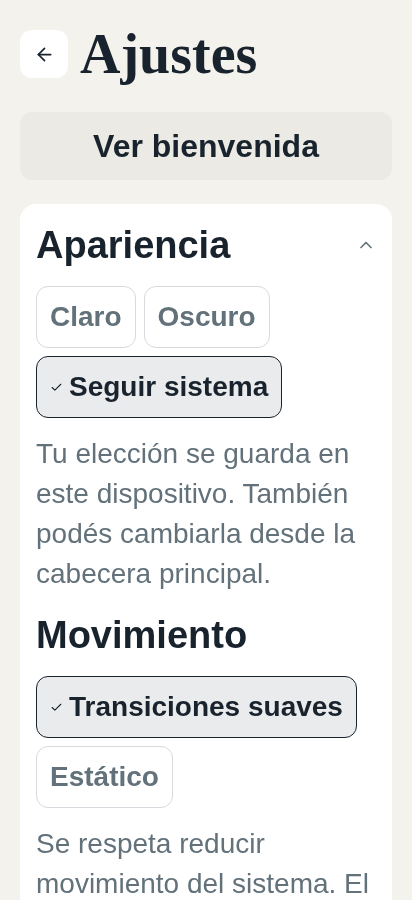 Ajustes
Ver bienvenida
Apariencia
Claro Oscuro
Seguir sistema
Tu elección se guarda en
este dispositivo. También
podés cambiarla desde la
cabecera principal.
Movimiento
Transiciones suaves
Estático
Se respeta reducir
movimiento del sistema. El